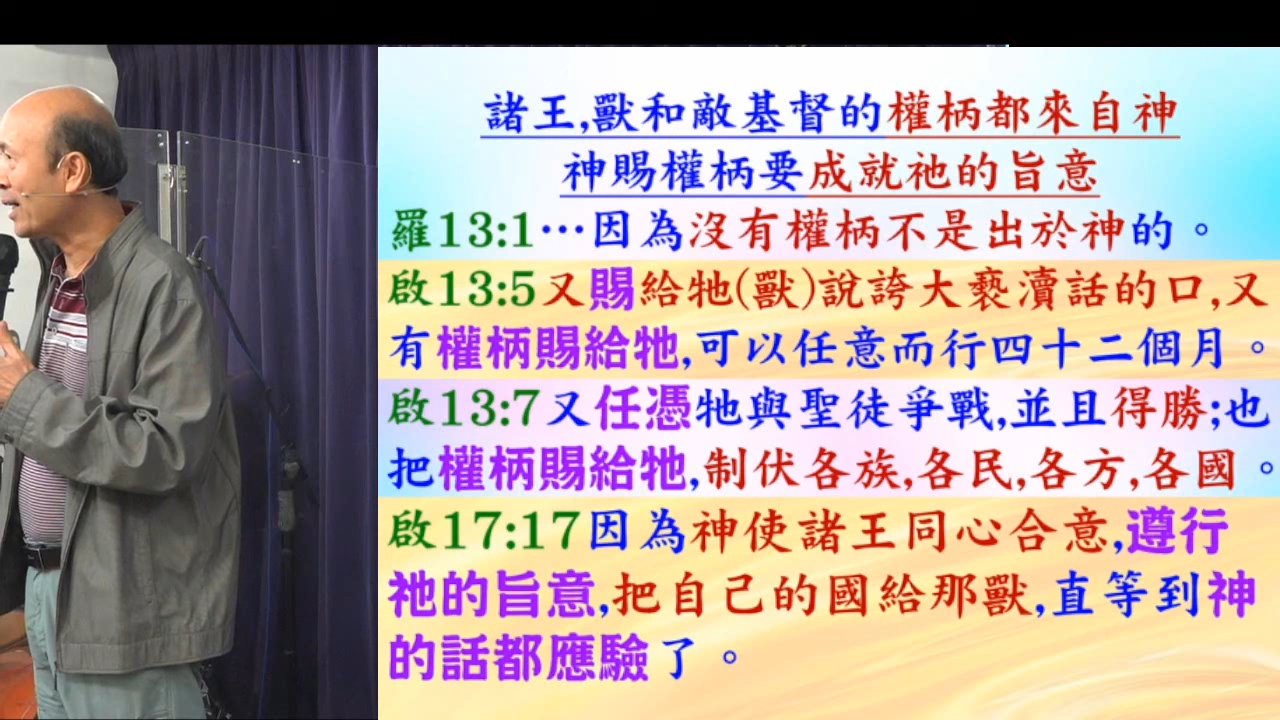 諸王,獸和敵基督的權柄都來自神
神賜權柄要成就祂的旨意
羅13:1…因為沒有權柄不是出於神的。
啟13:5又賜給牠(獸)說誇大褻瀆話的口,又
有權柄賜給牠,可以任意而行四十二個月。
啟13:7又任憑牠與聖徒爭戰,並且得勝;也
把權柄賜給牠,制伏各族,各民,各方,各國。
啟17:17因為神使諸王同心合意,遵行
祂的旨意,把自己的國給那獸,直等到神
的話都應驗了。